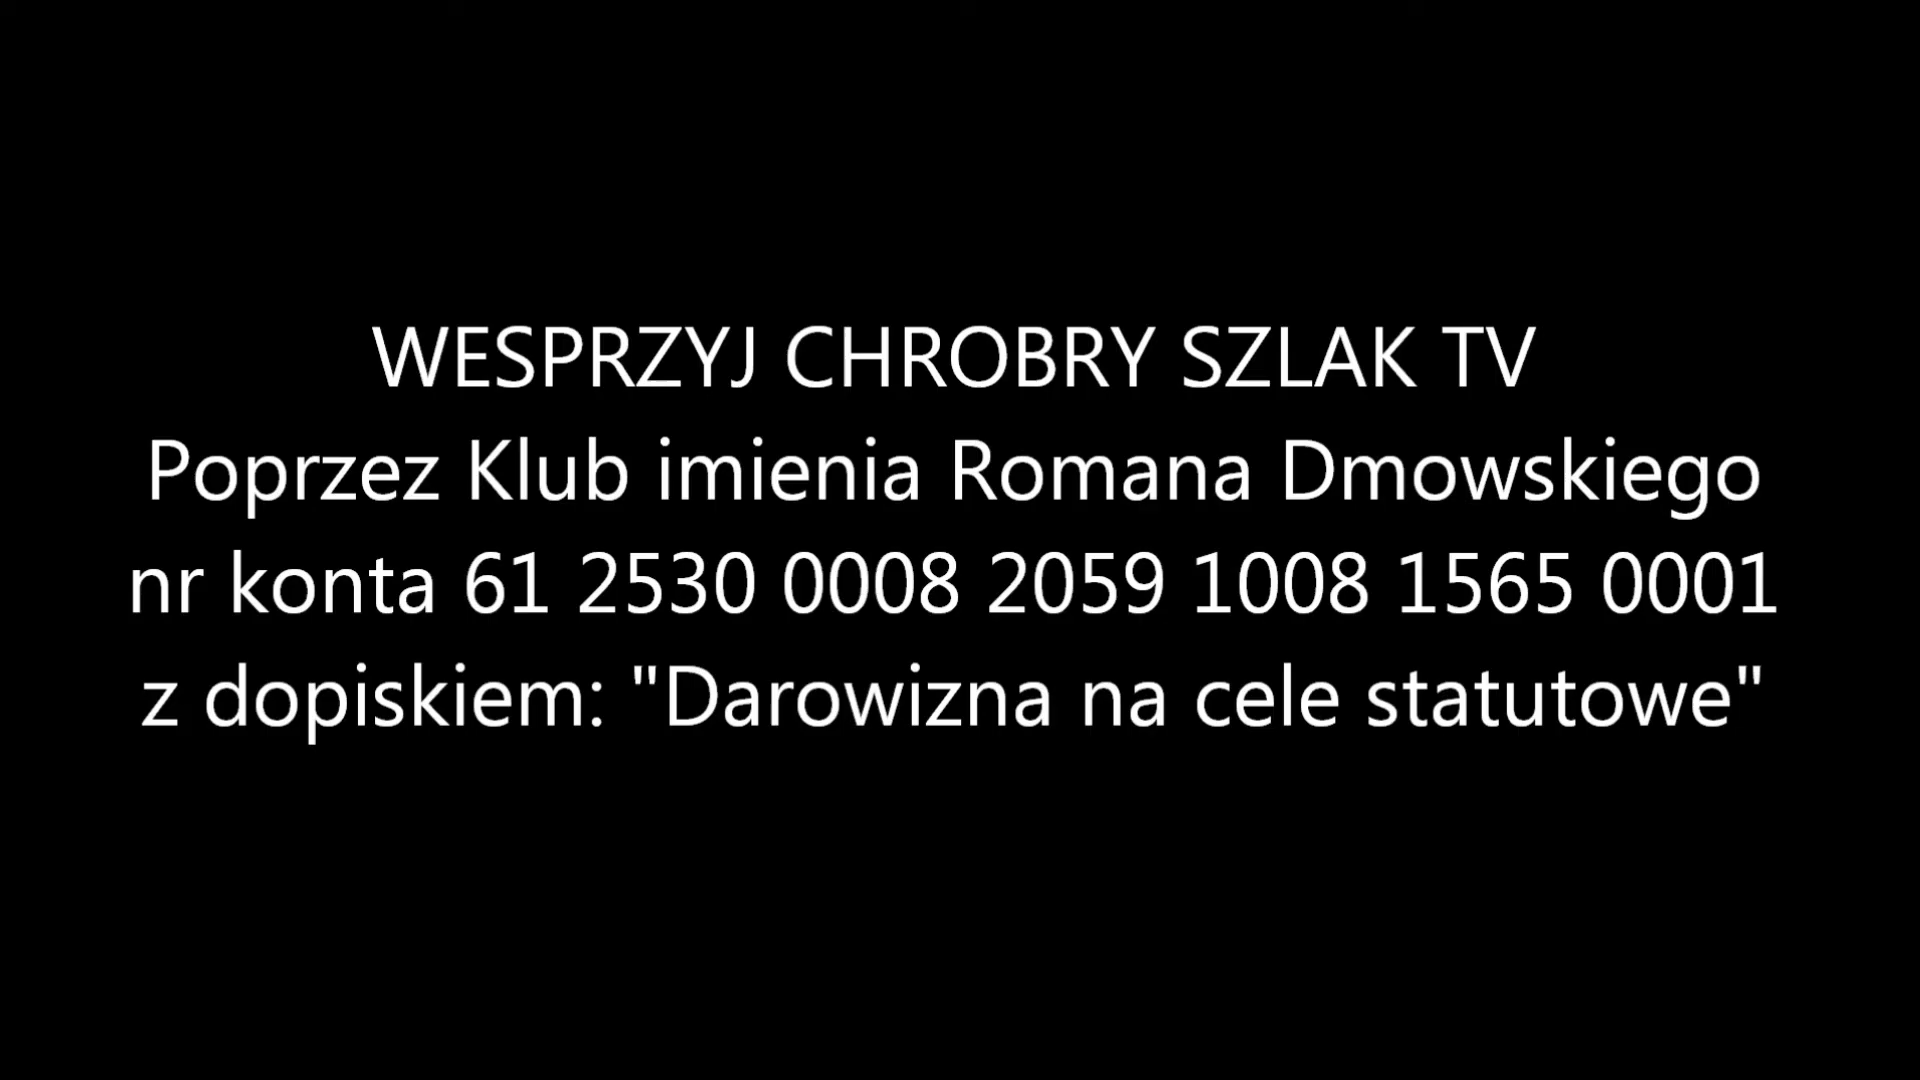 WESPRZYJ CHROBRY SZLAK TV
Poprzez Klub imienia Romana Dmowskiego
nr konta 61 2530 0008 2059 1008 1565 0001
z dopiskiem: "Darowizna na cele statutowe"